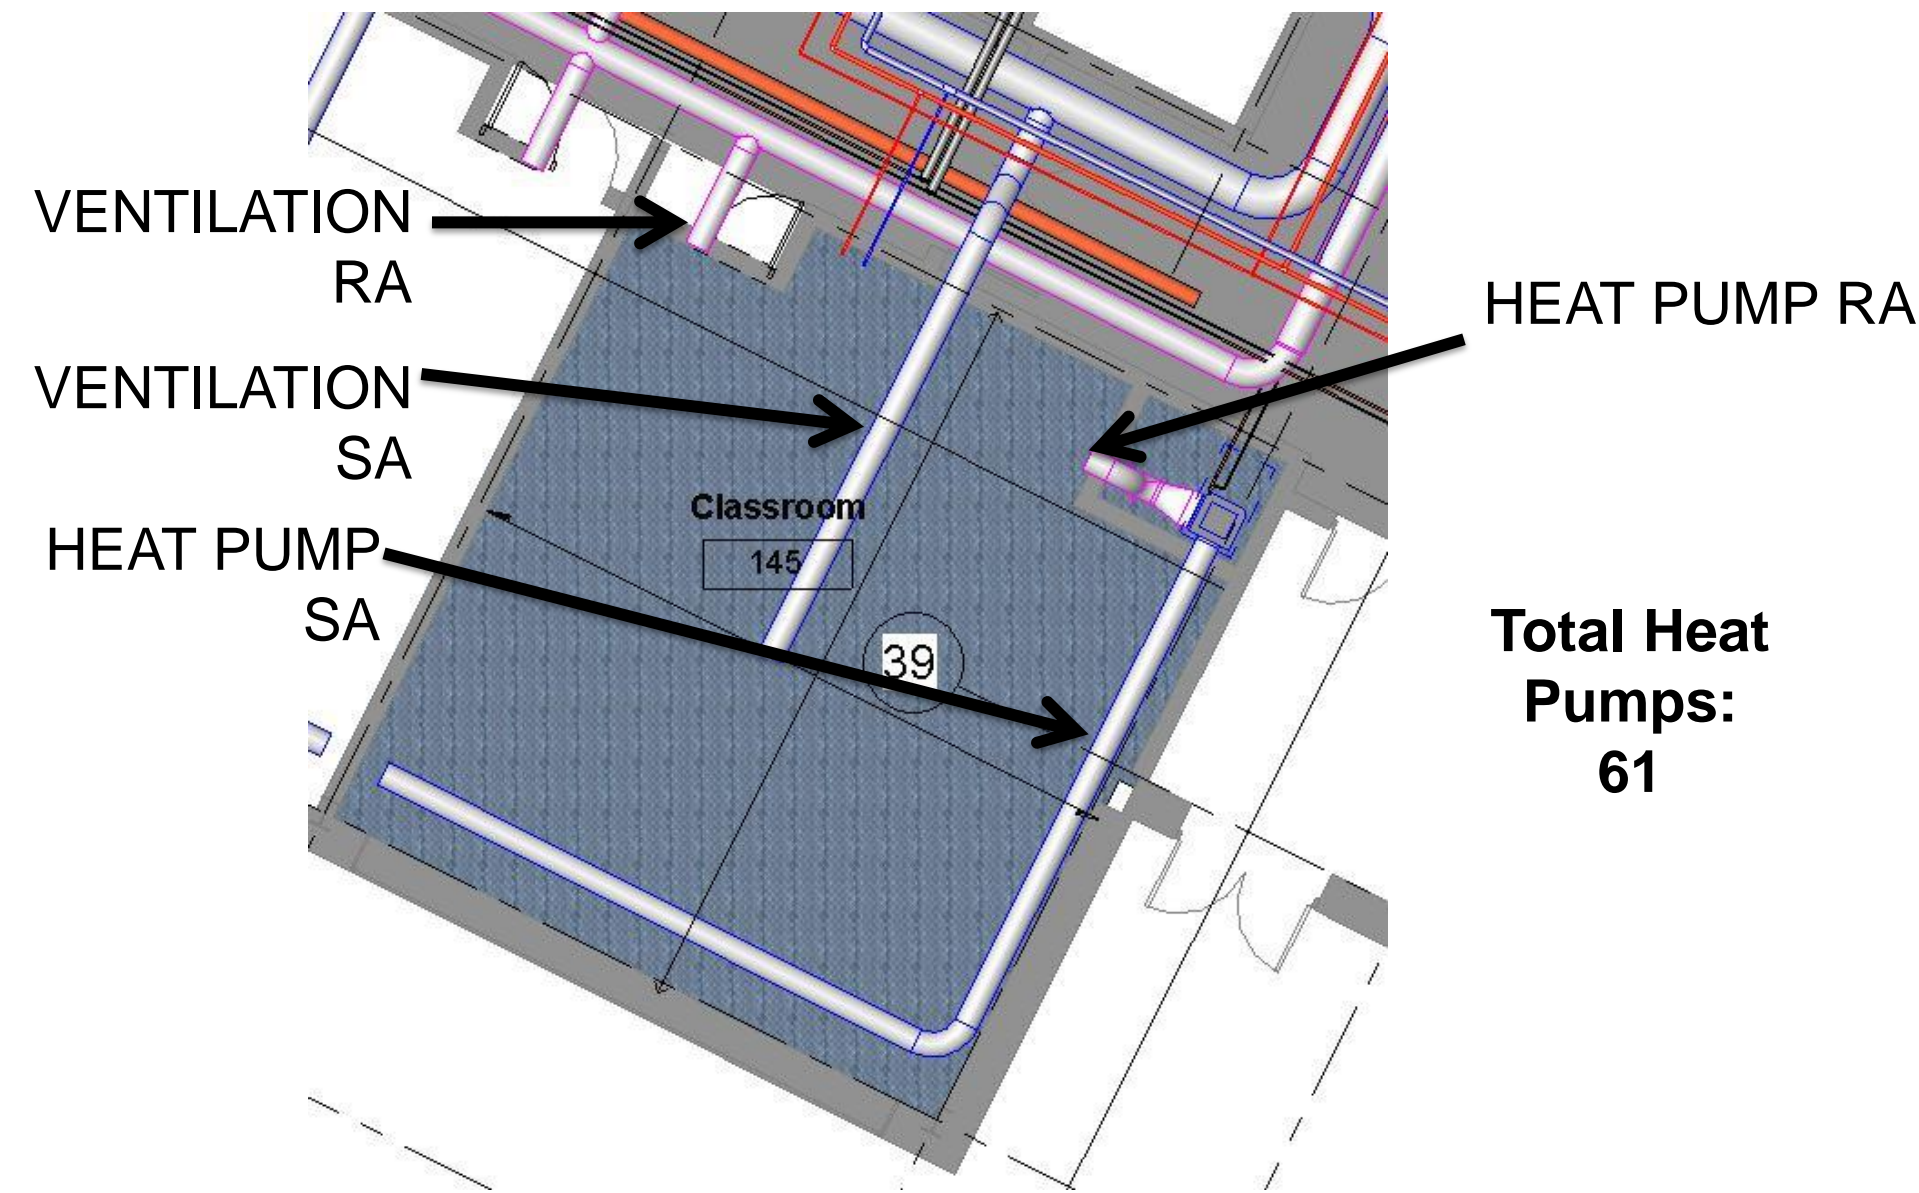 VENTILATION
RA
VENTILATION
SA
HEAT PUMP
SA
Classroom
145
39
HEAT PUMP RA
Total Heat
Pumps:
61